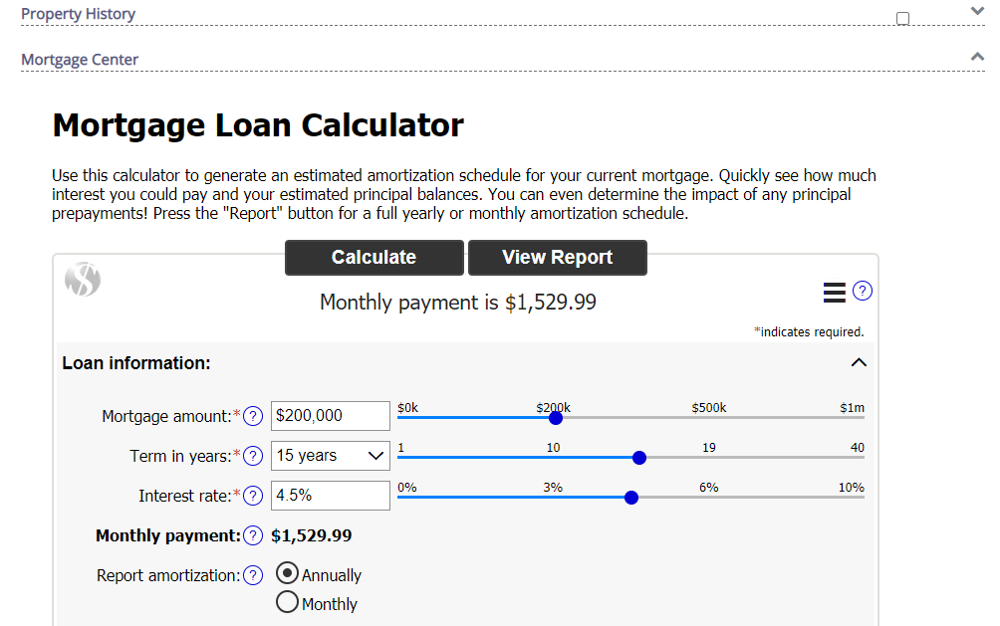 Property History
Mortgage Center
Mortgage Loan Calculator
Use this calculator to generate an estimated amortization schedule for your current mortgage. Quickly see how much
interest you could pay and your estimated principal balances. You can even determine the impact of any principal
prepayments! Press the "Report" button for a full yearly or monthly amortization schedule.
Calculate View Report
$
Monthly payment is $1,529.99
?
*indicates required.
Loan information:
Mortgage amount:* ? $200,000 $0k $200k $500k $1m
Term in years:* ? 15 years 1 10 19 40
Interest rate:* ? 4.5% 0% 3% 6% 10%
Monthly payment: ? $1,529.99
Report amortization: ? Annually
Monthly